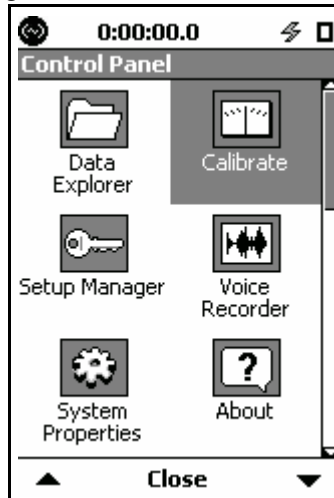 0:00:00.0
Control Panel
Data
Explorer
Calibrate
Setup Manager
Voice
Recorder
System
Properties
?
About
Close